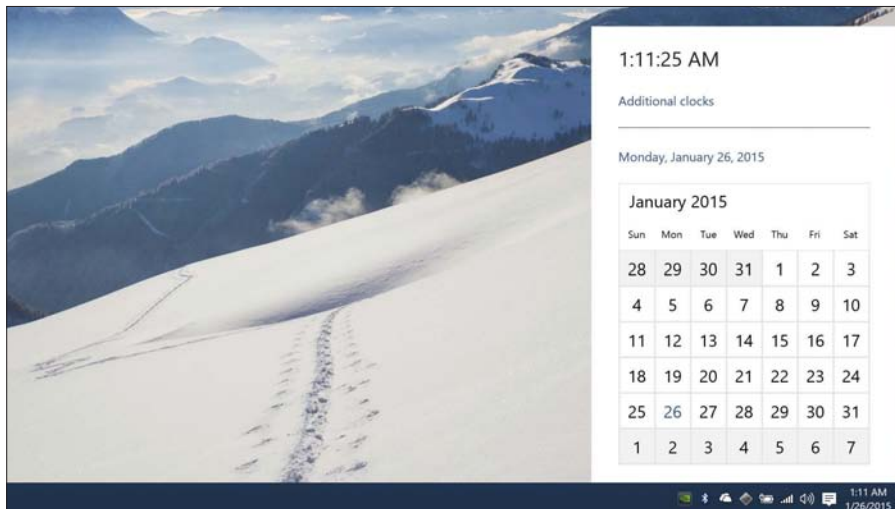 1:11:25 AM
Additional clocks
Monday, January 26, 2015
January 2015
Sun Mon Tue Wed Thu Fri Sat
28 29 30 31 1 2 3
4 5 6 7 8 9 10
11 12 13 14 15 16 17
18 19 20 21 22 23 24
25 26 27 28 29 30 31
1 2 3 4 5 6 7
1:11 AM
1/26/2015